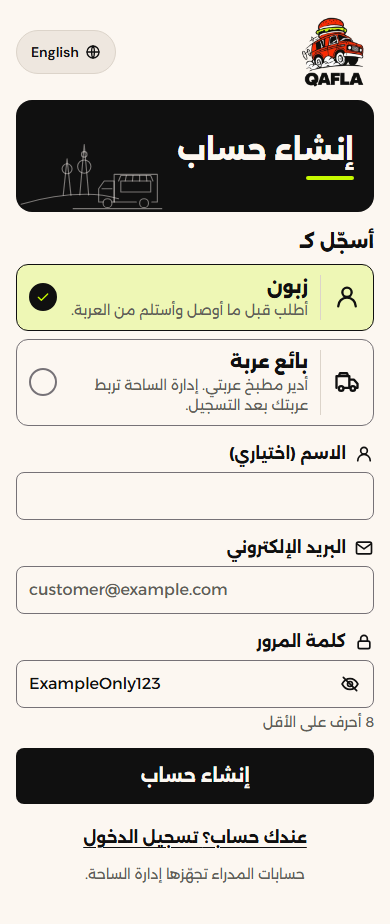 English
QAFLA
إنشاء حساب
أسجّل كـ
زبون
أطلب قبل ما أوصل وأستلم من العربة.
بائع عربة
أدير مطبخ عربتي. إدارة الساحة تربط
عربتك بعد التسجيل.
الاسم (اختياري)
البريد الإلكتروني
customer@example.com
كلمة المرور
ExampleOnly123
8 أحرف على الأقل
إنشاء حساب
عندك حساب؟ تسجيل الدخول
حسابات المدراء تجهّزها إدارة الساحة.